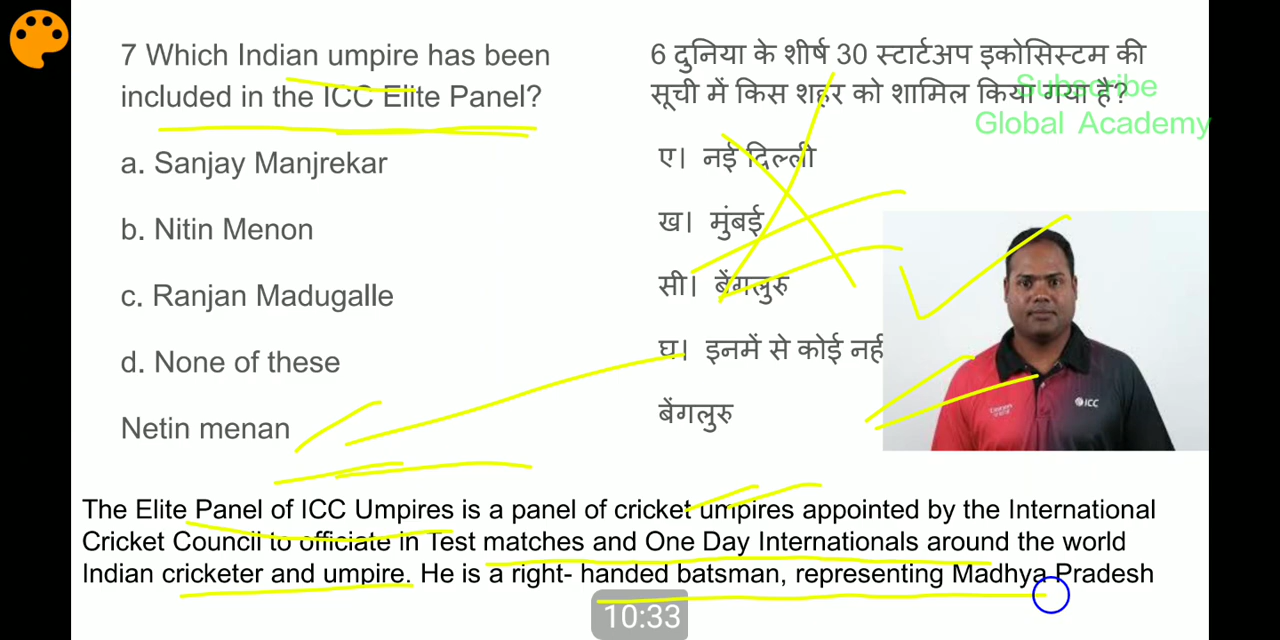 7 Which Indian umpire has been
included in the ICC Elite Panel?
a. Sanjay Manjrekar
b. Nitin Menon
c. Ranjan Madugalle
d. None of these
Netin menan
6 दुनिया के शीर्ष 30 स्टार्टअप इकोसिस्टम की
सूची में किस शहर को शामिल किया गया है?
Subscribe
Global Academy
ए। नई दिल्ली
ख। मुंबई
सी। बेंगलुरु
घ। इनमें से कोई नहीं
बेंगलुरु
ICC
The Elite Panel of ICC Umpires is a panel of cricket umpires appointed by the International
Cricket Council to officiate in Test matches and One Day Internationals around the world
Indian cricketer and umpire. He is a right- handed batsman, representing Madhya Pradesh
10:33